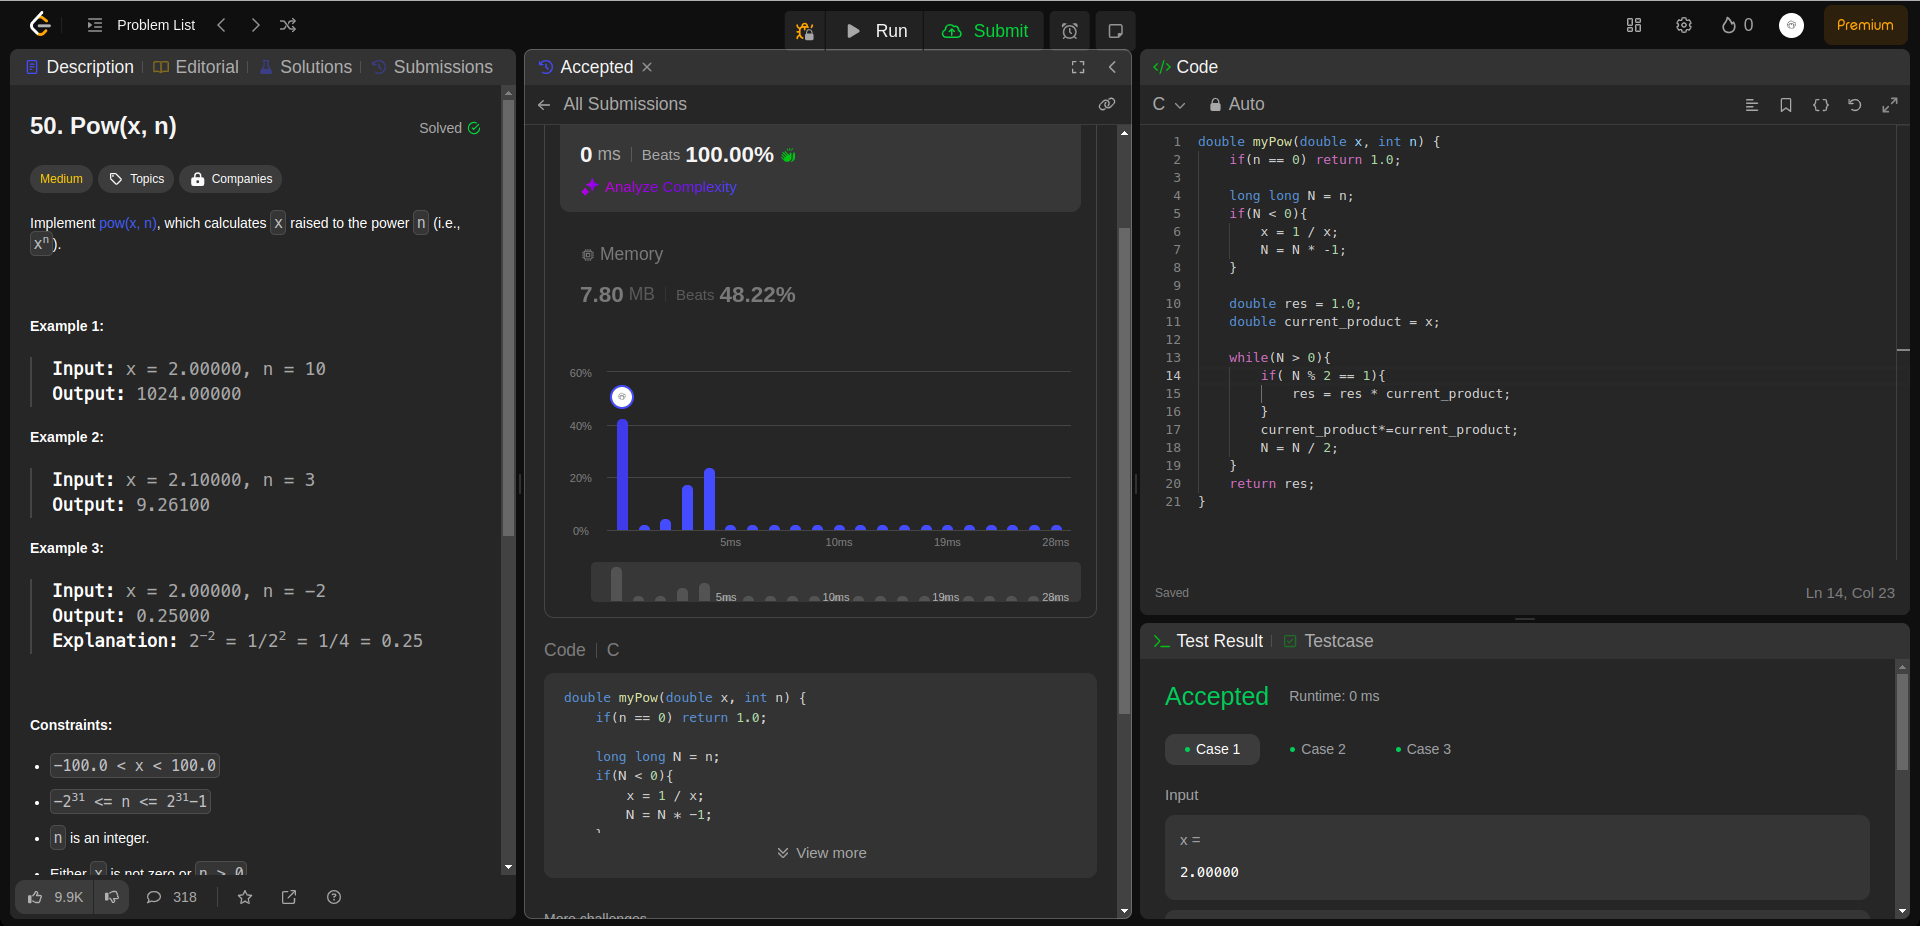 Problem List
Run
Submit
0
Premium
Description
Editorial
Solutions
Submissions
50. Pow(x, n)
Solved
Medium
Topics
Companies
Implement pow(x, n), which calculates x raised to the power n (i.e.,
xⁿ).
Example 1:
Input: x = 2.00000, n = 10
Output: 1024.00000
Example 2:
Input: x = 2.10000, n = 3
Output: 9.26100
Example 3:
Input: x = 2.00000, n = -2
Output: 0.25000
Explanation: 2⁻² = 1/2² = 1/4 = 0.25
Constraints:
• -100.0 < x < 100.0
• -2³¹ <= n <= 2³¹-1
• n is an integer.
• Either x is not zero or n > 0
9.9K
318
Accepted
All Submissions
0 ms | Beats 100.00%
Analyze Complexity
Memory
7.80 MB | Beats 48.22%
60%
40%
20%
0%
5ms 10ms 19ms 28ms
5ms 10ms 19ms 28ms
Code | C
double myPow(double x, int n) {
if(n == 0) return 1.0;
long long N = n;
if(N < 0){
x = 1 / x;
N = N * -1;
}
View more
More challenges
Code
C
Auto
1 double myPow(double x, int n) {
2 if(n == 0) return 1.0;
3
4 long long N = n;
5 if(N < 0){
6 x = 1 / x;
7 N = N * -1;
8 }
9
10 double res = 1.0;
11 double current_product = x;
12
13 while(N > 0){
14 if( N % 2 == 1){
15 res = res * current_product;
16 }
17 current_product*=current_product;
18 N = N / 2;
19 }
20 return res;
21 }
Saved
Ln 14, Col 23
Test Result
Testcase
Accepted
Runtime: 0 ms
• Case 1
• Case 2
• Case 3
Input
x =
2.00000